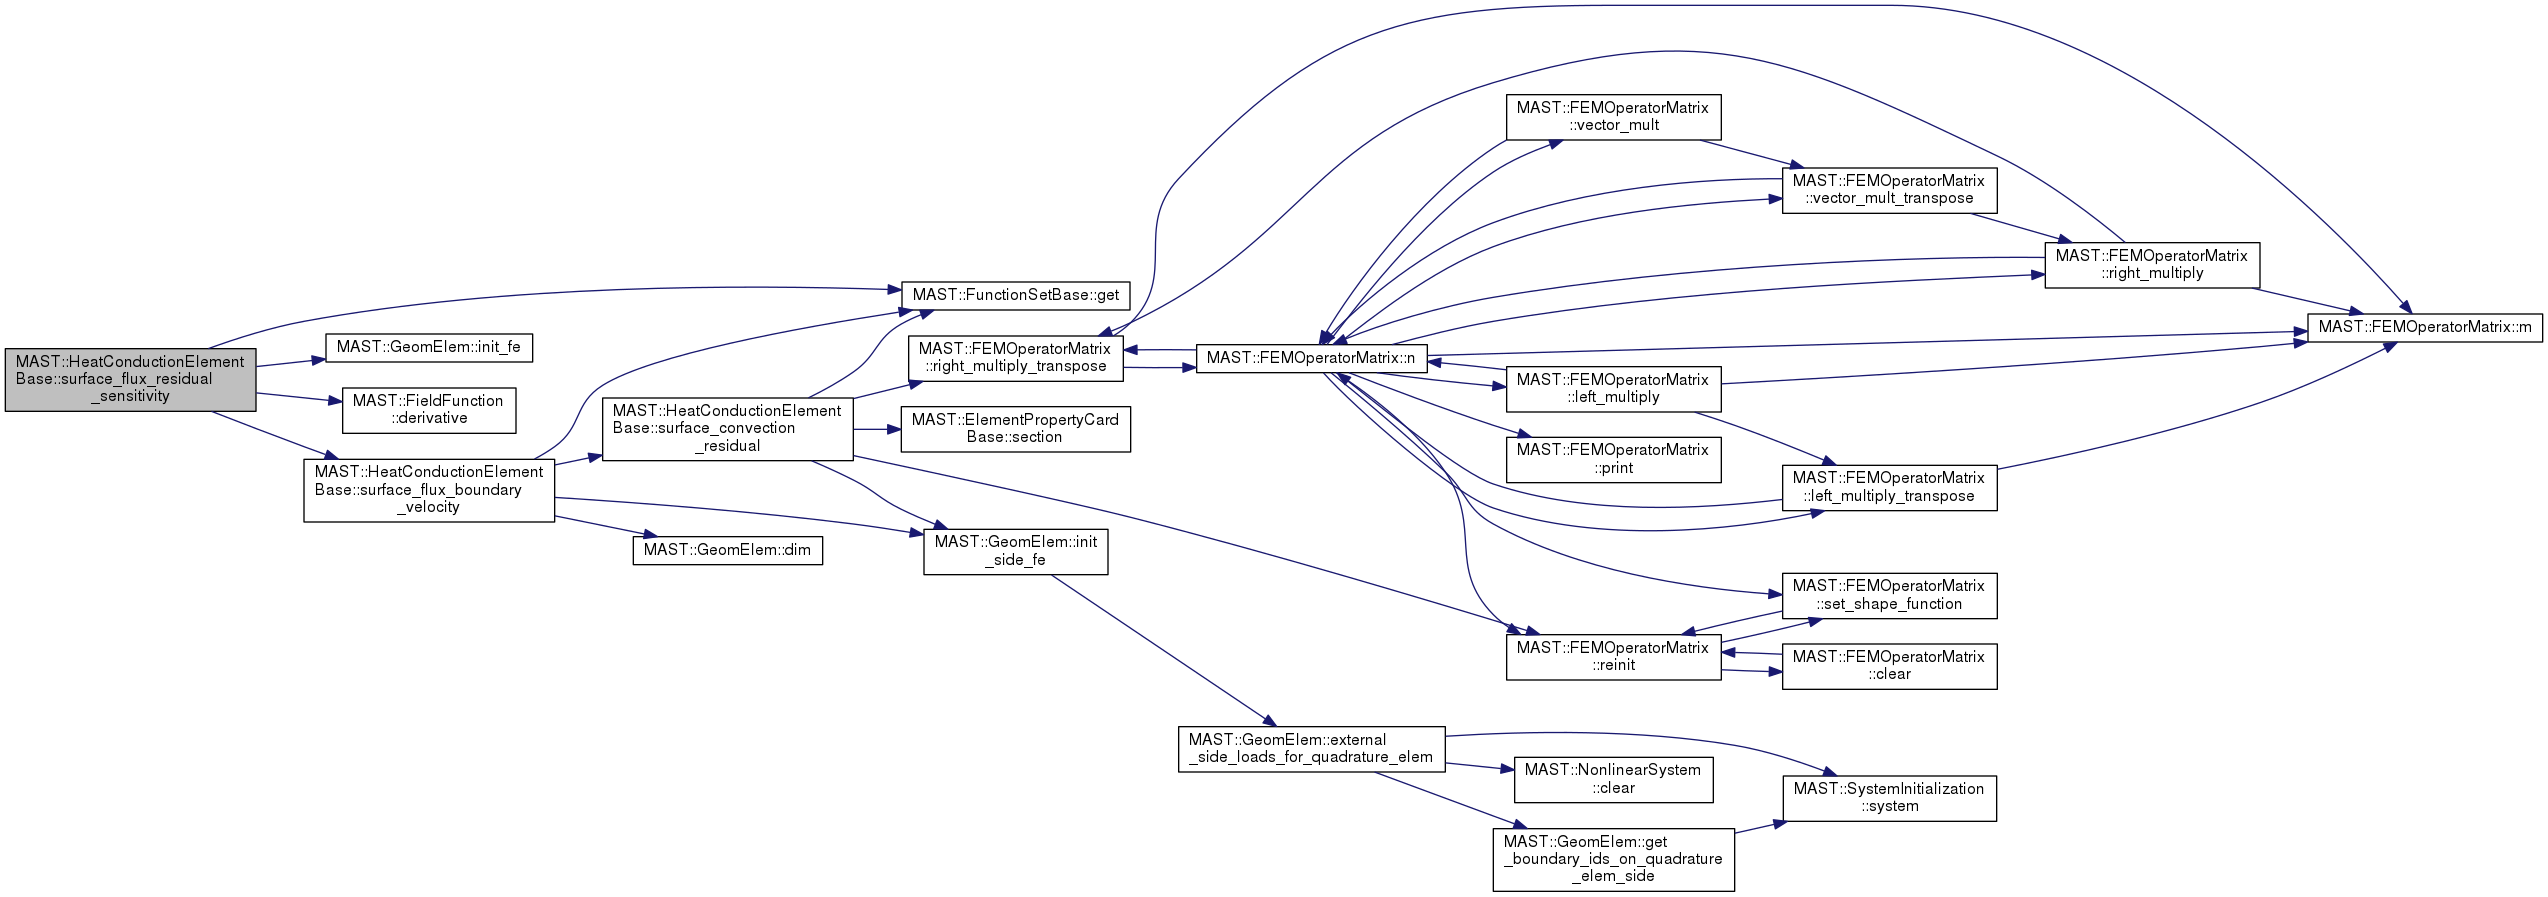 MAST::HeatConductionElement
Base::surface_flux_residual
_sensitivity
MAST::FunctionSetBase::get
MAST::GeomElem::init_fe
MAST::FieldFunction
::derivative
MAST::HeatConductionElement
Base::surface_flux_boundary
_velocity
MAST::HeatConductionElement
Base::surface_convection
_residual
MAST::GeomElem::dim
MAST::FEMOperatorMatrix
::right_multiply_transpose
MAST::ElementPropertyCard
Base::section
MAST::GeomElem::init
_side_fe
MAST::FEMOperatorMatrix::n
MAST::FEMOperatorMatrix
::vector_mult
MAST::FEMOperatorMatrix
::vector_mult_transpose
MAST::FEMOperatorMatrix
::right_multiply
MAST::FEMOperatorMatrix::m
MAST::FEMOperatorMatrix
::left_multiply
MAST::FEMOperatorMatrix
::print
MAST::FEMOperatorMatrix
::left_multiply_transpose
MAST::FEMOperatorMatrix
::set_shape_function
MAST::FEMOperatorMatrix
::reinit
MAST::FEMOperatorMatrix
::clear
MAST::GeomElem::external
_side_loads_for_quadrature_elem
MAST::NonlinearSystem
::clear
MAST::SystemInitialization
::system
MAST::GeomElem::get
_boundary_ids_on_quadrature
_elem_side